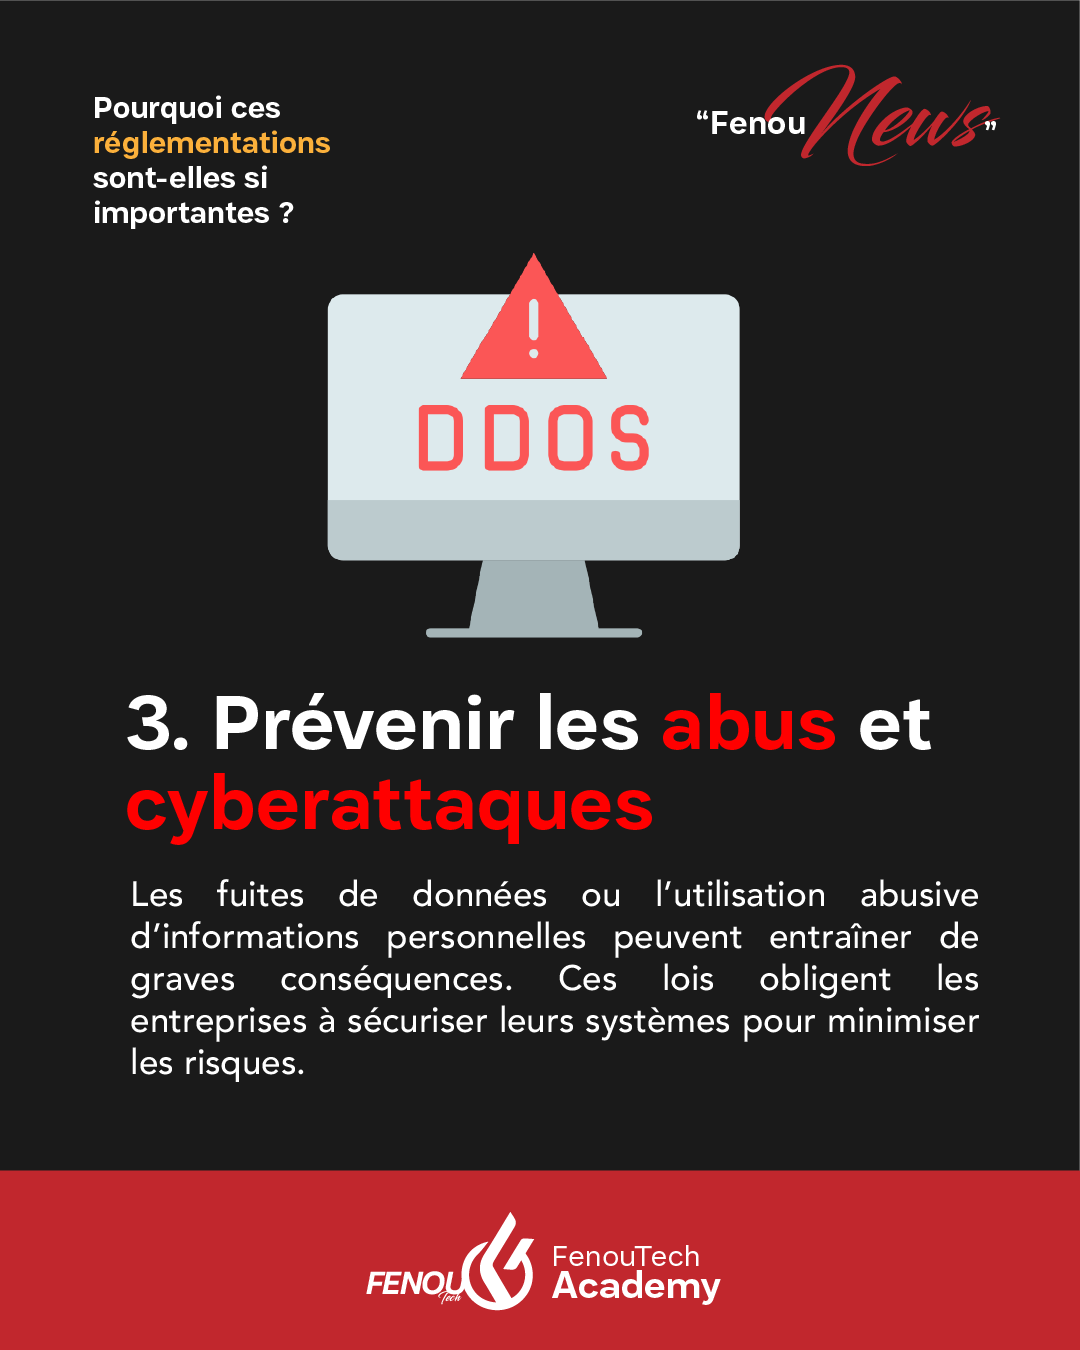 Pourquoi ces
réglementations
sont-elles si
importantes ?
“Fenou News”
DDOS
3. Prévenir les abus et
cyberattaques
Les fuites de données ou l’utilisation abusive
d’informations personnelles peuvent entraîner de
graves conséquences. Ces lois obligent les
entreprises à sécuriser leurs systèmes pour minimiser
les risques.
FENOU
Tech
FenouTech
Academy